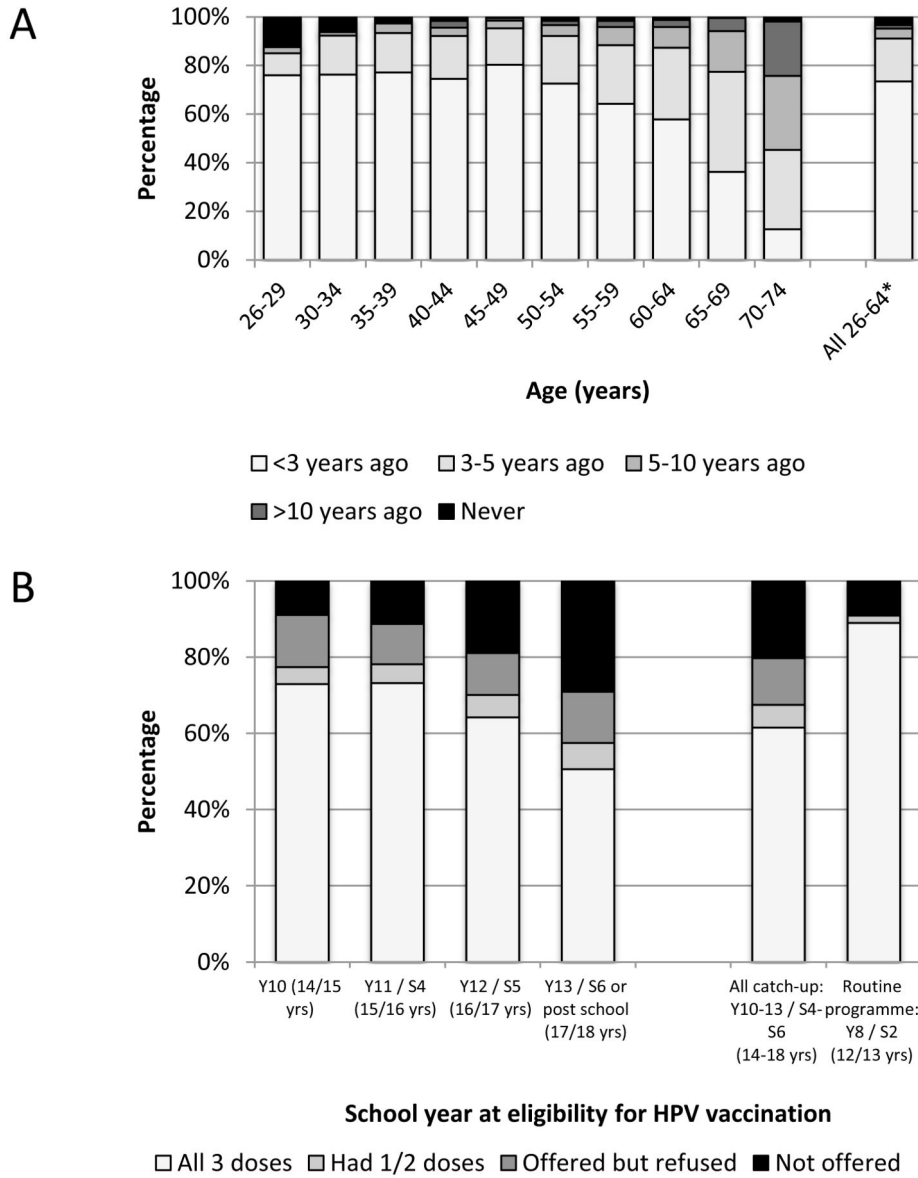 A
100%
80%
60%
40%
20%
0%
Percentage
26-29
30-34
35-39
40-44
45-49
50-54
55-59
60-64
65-69
70-74
All 26-64*
Age (years)
<3 years ago
3-5 years ago
5-10 years ago
>10 years ago
Never
B
100%
80%
60%
40%
20%
0%
Percentage
Y10 (14/15
yrs)
Y11 / S4
(15/16 yrs)
Y12 / S5
(16/17 yrs)
Y13 / S6 or
post school
(17/18 yrs)
All catch-up:
Y10-13 / S4-
S6
(14-18 yrs)
Routine
programme:
Y8 / S2
(12/13 yrs)
School year at eligibility for HPV vaccination
All 3 doses
Had 1/2 doses
Offered but refused
Not offered